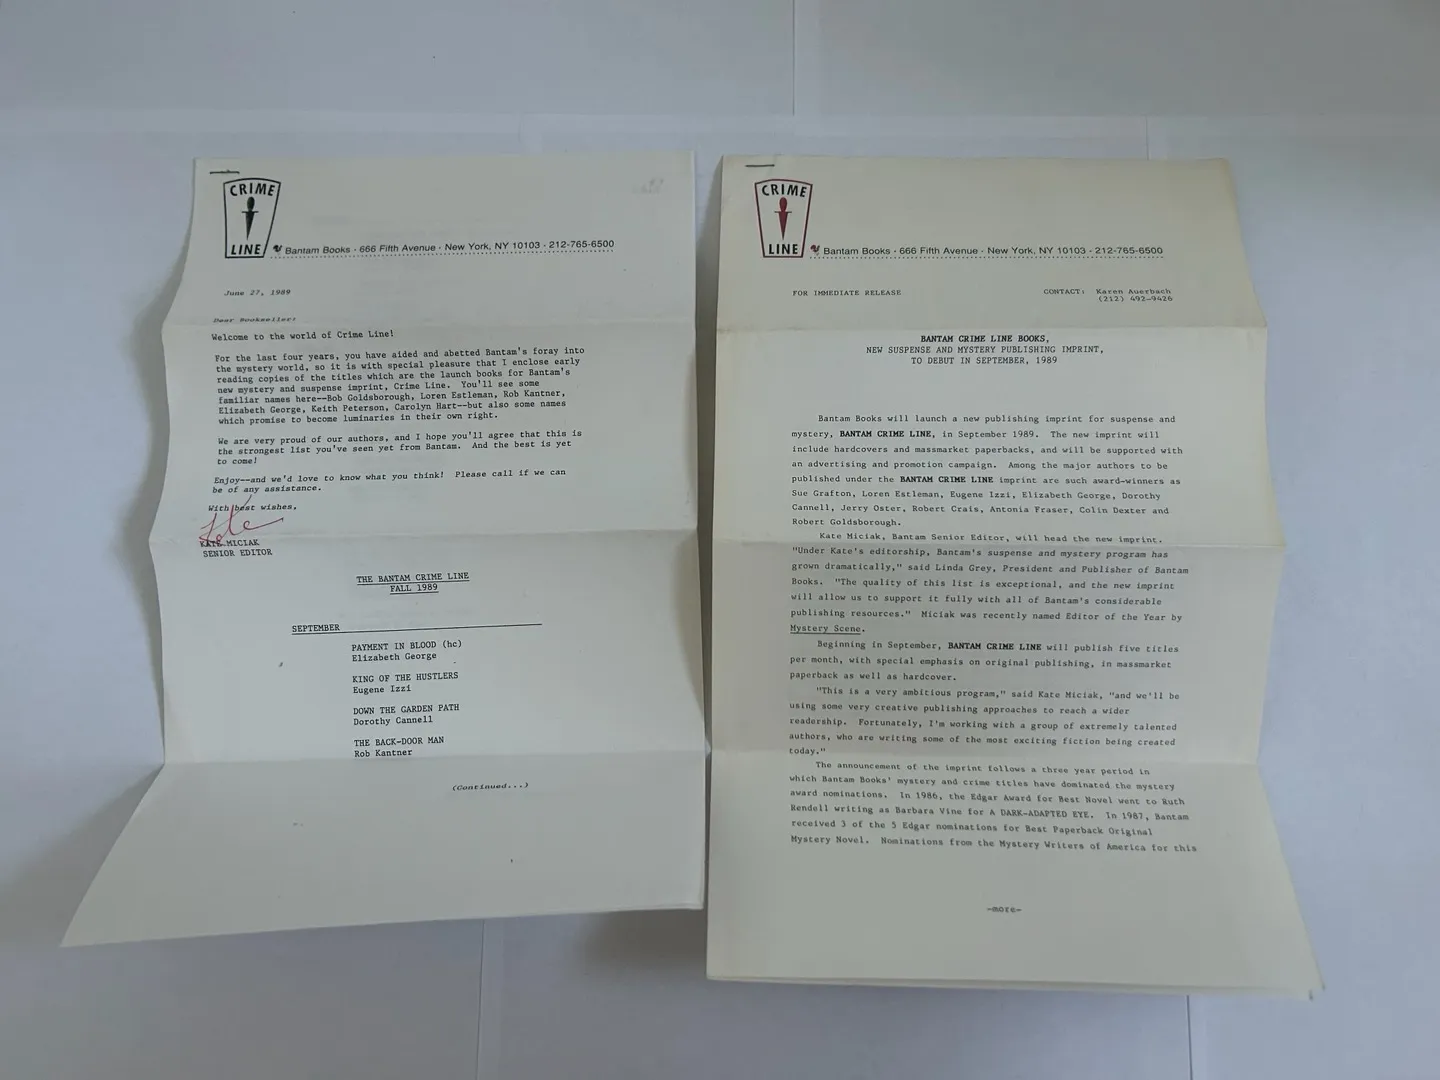 CRIME
LINE
Bantam Books · 666 Fifth Avenue · New York, NY 10103 · 212-765-6500
June 27, 1989
Dear Bookseller:
Welcome to the world of Crime Line!
For the last four years, you have aided and abetted Bantam's foray into
the mystery world, so it is with special pleasure that I enclose early
reading copies of the titles which are the launch books for Bantam's
new mystery and suspense imprint, Crime Line. You'll see some
familiar names here--Bob Goldsborough, Loren Estleman, Rob Kantner,
Elizabeth George, Keith Peterson, Carolyn Hart--but also some names
which promise to become luminaries in their own right.
We are very proud of our authors, and I hope you'll agree that this is
the strongest list you've seen yet from Bantam. And the best is yet
to come!
Enjoy--and we'd love to know what you think! Please call if we can
be of any assistance.
With best wishes,
Kate
KATE MICIAK
SENIOR EDITOR
THE BANTAM CRIME LINE
FALL 1989
SEPTEMBER
PAYMENT IN BLOOD (hc)
Elizabeth George
KING OF THE HUSTLERS
Eugene Izzi
DOWN THE GARDEN PATH
Dorothy Cannell
THE BACK-DOOR MAN
Rob Kantner
(Continued...)
CRIME
LINE
Bantam Books · 666 Fifth Avenue · New York, NY 10103 · 212-765-6500
FOR IMMEDIATE RELEASE CONTACT: Karen Auerbach
(212) 492-9426
BANTAM CRIME LINE BOOKS,
NEW SUSPENSE AND MYSTERY PUBLISHING IMPRINT,
TO DEBUT IN SEPTEMBER, 1989
Bantam Books will launch a new publishing imprint for suspense and
mystery, BANTAM CRIME LINE, in September 1989. The new imprint will
include hardcovers and massmarket paperbacks, and will be supported with
an advertising and promotion campaign. Among the major authors to be
published under the BANTAM CRIME LINE imprint are such award-winners as
Sue Grafton, Loren Estleman, Eugene Izzi, Elizabeth George, Dorothy
Cannell, Jerry Oster, Robert Crais, Antonia Fraser, Colin Dexter and
Robert Goldsborough.
Kate Miciak, Bantam Senior Editor, will head the new imprint.
"Under Kate's editorship, Bantam's suspense and mystery program has
grown dramatically," said Linda Grey, President and Publisher of Bantam
Books. "The quality of this list is exceptional, and the new imprint
will allow us to support it fully with all of Bantam's considerable
publishing resources." Miciak was recently named Editor of the Year by
Mystery Scene.
Beginning in September, BANTAM CRIME LINE will publish five titles
per month, with special emphasis on original publishing, in massmarket
paperback as well as hardcover.
"This is a very ambitious program," said Kate Miciak, "and we'll be
using some very creative publishing approaches to reach a wider
readership. Fortunately, I'm working with a group of extremely talented
authors, who are writing some of the most exciting fiction being created
today."
The announcement of the imprint follows a three year period in
which Bantam Books' mystery and crime titles have dominated the mystery
award nominations. In 1986, the Edgar Award for Best Novel went to Ruth
Rendell writing as Barbara Vine for A DARK-ADAPTED EYE. In 1987, Bantam
received 3 of the 5 Edgar nominations for Best Paperback Original
Mystery Novel. Nominations from the Mystery Writers of America for this
-more-